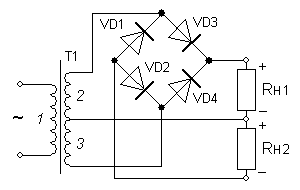 VD1
VD3
T1
VD2
+
2
VD4
Rн1
~
1
−
+
3
Rн2
−